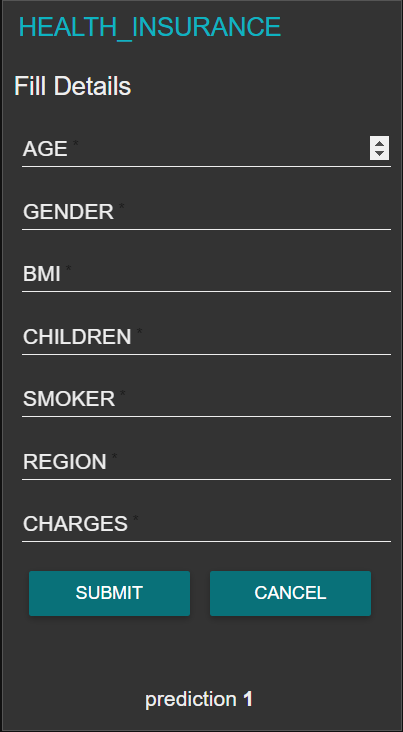 HEALTH_INSURANCE
Fill Details
AGE *
GENDER *
BMI *
CHILDREN *
SMOKER *
REGION *
CHARGES *
SUBMIT CANCEL
prediction 1